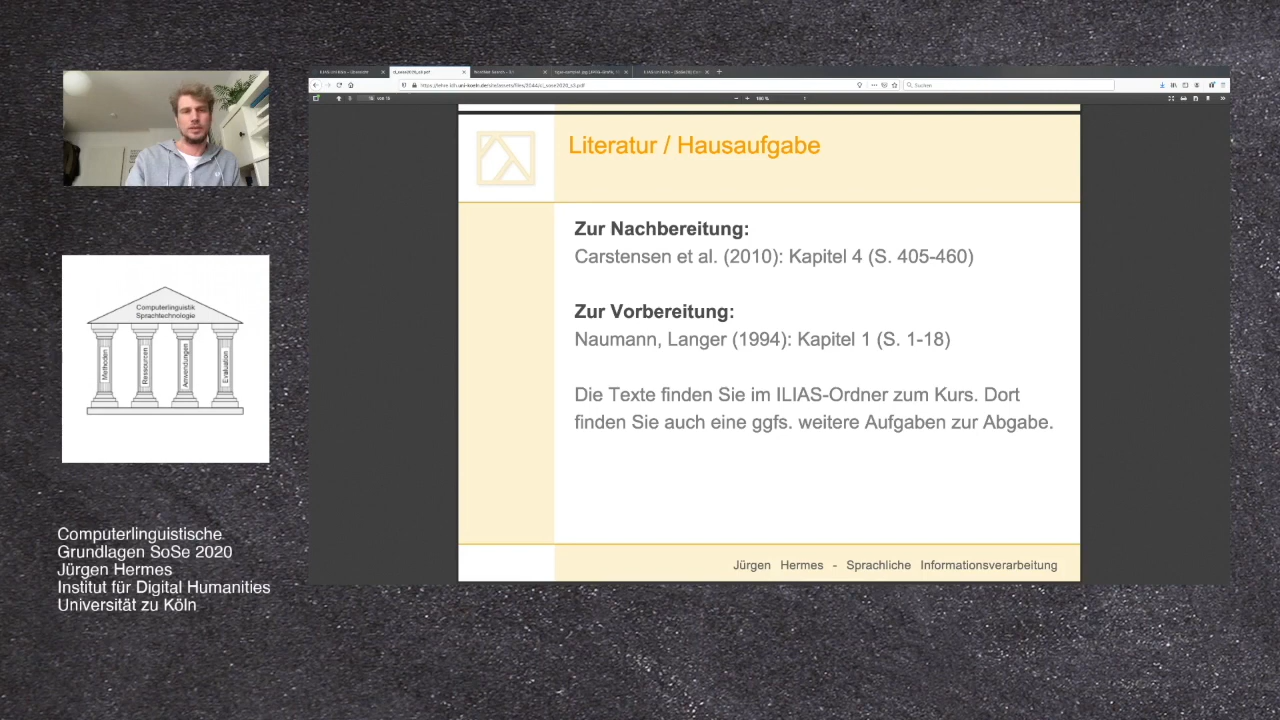 Computerlinguistik
Sprachtechnologie
Methoden
Ressourcen
Anwendungen
Evaluation
Computerlinguistische
Grundlagen SoSe 2020
Jürgen Hermes
Institut für Digital Humanities
Universität zu Köln
Suchen
100 %
Literatur / Hausaufgabe
Zur Nachbereitung:
Carstensen et al. (2010): Kapitel 4 (S. 405-460)
Zur Vorbereitung:
Naumann, Langer (1994): Kapitel 1 (S. 1-18)
Die Texte finden Sie im ILIAS-Ordner zum Kurs. Dort
finden Sie auch eine ggfs. weitere Aufgaben zur Abgabe.
Jürgen Hermes - Sprachliche Informationsverarbeitung